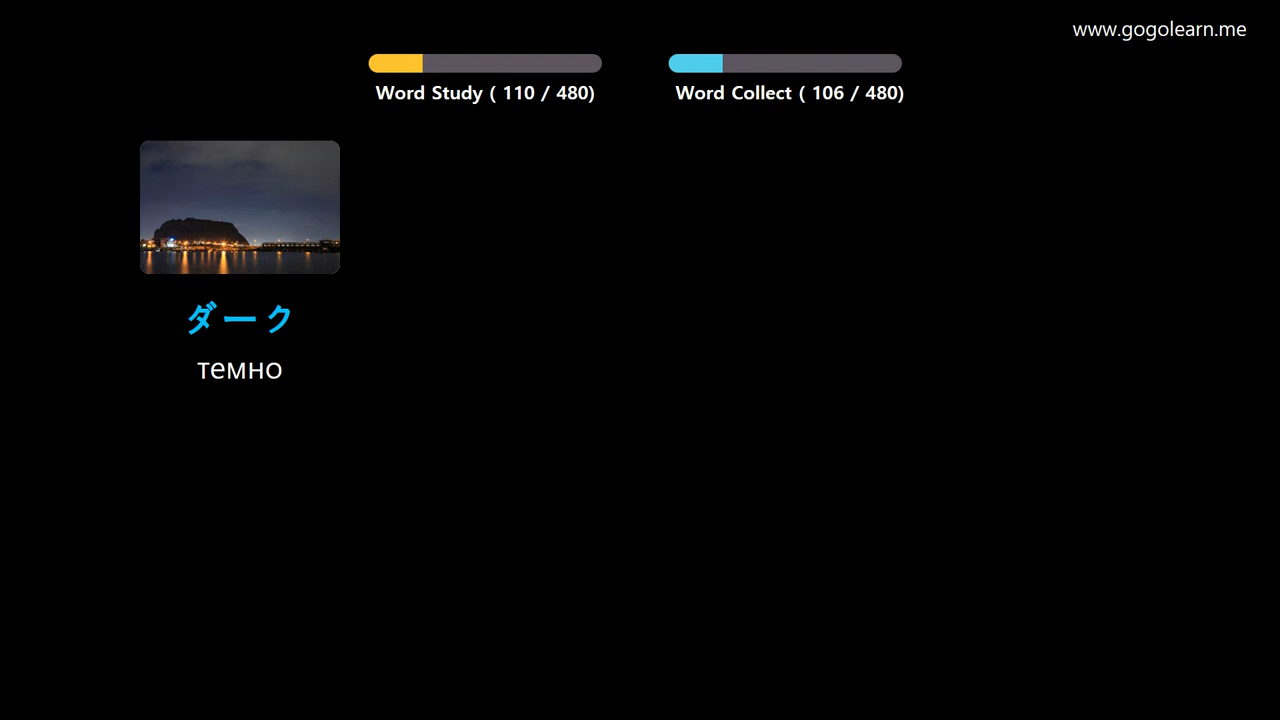 www.gogolearn.me
Word Study ( 110 / 480)
Word Collect ( 106 / 480)
ダーク
темно